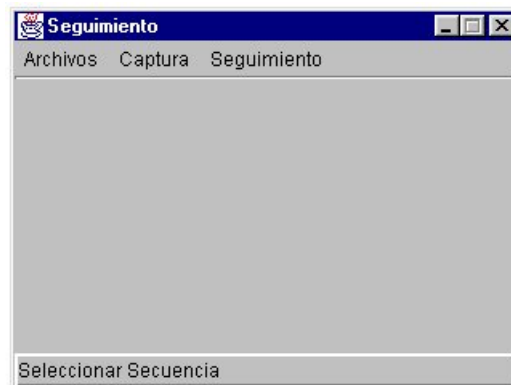 Seguimiento
Archivos Captura Seguimiento
Seleccionar Secuencia